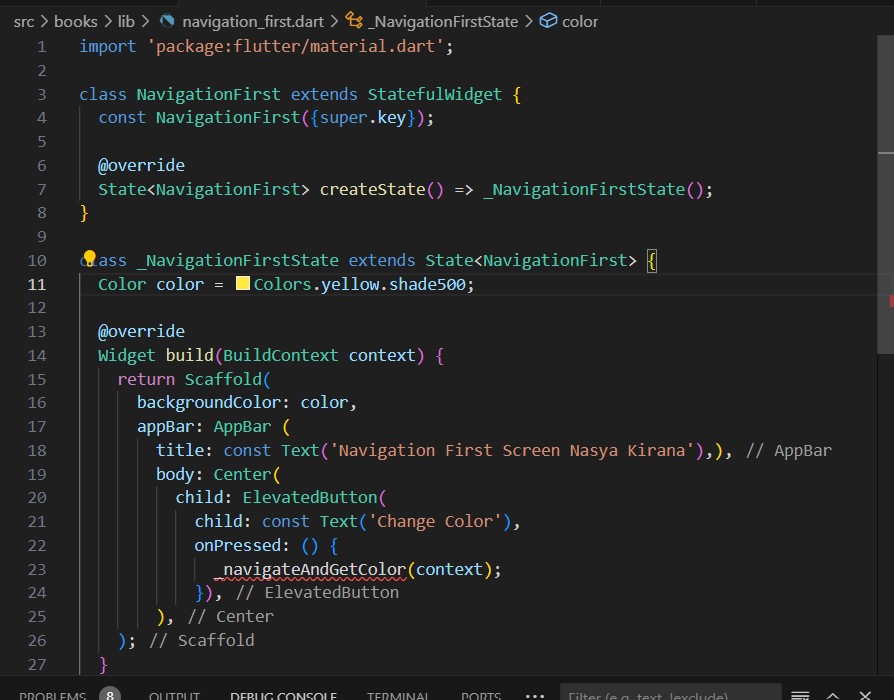 src > books > lib > navigation_first.dart > _NavigationFirstState > color
1 import 'package:flutter/material.dart';
2
3 class NavigationFirst extends StatefulWidget {
4 const NavigationFirst({super.key});
5
6 @override
7 State<NavigationFirst> createState() => _NavigationFirstState();
8 }
9
10 class _NavigationFirstState extends State<NavigationFirst> {
11 Color color = Colors.yellow.shade500;
12
13 @override
14 Widget build(BuildContext context) {
15 return Scaffold(
16 backgroundColor: color,
17 appBar: AppBar (
18 title: const Text('Navigation First Screen Nasya Kirana'),), // AppBar
19 body: Center(
20 child: ElevatedButton(
21 child: const Text('Change Color'),
22 onPressed: () {
23 _navigateAndGetColor(context);
24 }), // ElevatedButton
25 ), // Center
26 ); // Scaffold
27 }
PROBLEMS 8 OUTPUT DEBUG CONSOLE TERMINAL PORTS ... Filter (e.g. text, !exclude)